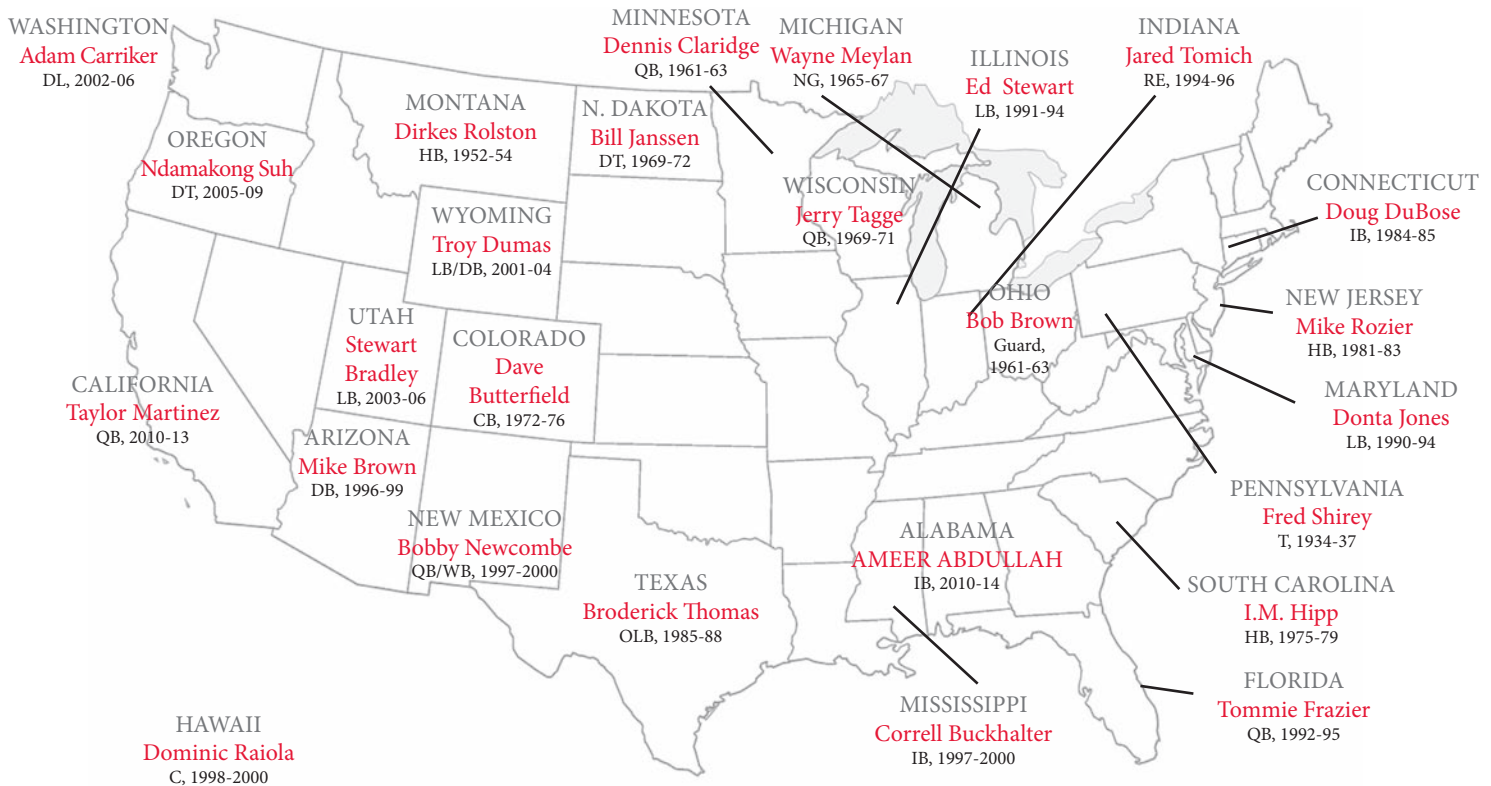 WASHINGTON
Adam Carriker
DL, 2002-06
MINNESOTA
Dennis Claridge
QB, 1961-63
MICHIGAN
Wayne Meylan
NG, 1965-67
ILLINOIS
Ed Stewart
LB, 1991-94
INDIANA
Jared Tomich
RE, 1994-96
OREGON
Ndamakong Suh
DT, 2005-09
MONTANA
Dirkes Rolston
HB, 1952-54
N. DAKOTA
Bill Janssen
DT, 1969-72
WISCONSIN
Jerry Tagge
QB, 1969-71
CONNECTICUT
Doug DuBose
IB, 1984-85
WYOMING
Troy Dumas
LB/DB, 2001-04
UTAH
Stewart
Bradley
LB, 2003-06
COLORADO
Dave
Butterfield
CB, 1972-76
OHIO
Bob Brown
Guard,
1961-63
NEW JERSEY
Mike Rozier
HB, 1981-83
CALIFORNIA
Taylor Martinez
QB, 2010-13
MARYLAND
Donta Jones
LB, 1990-94
ARIZONA
Mike Brown
DB, 1996-99
NEW MEXICO
Bobby Newcombe
QB/WB, 1997-2000
PENNSYLVANIA
Fred Shirey
T, 1934-37
TEXAS
Broderick Thomas
OLB, 1985-88
ALABAMA
AMEER ABDULLAH
IB, 2010-14
SOUTH CAROLINA
I.M. Hipp
HB, 1975-79
HAWAII
Dominic Raiola
C, 1998-2000
MISSISSIPPI
Correll Buckhalter
IB, 1997-2000
FLORIDA
Tommie Frazier
QB, 1992-95